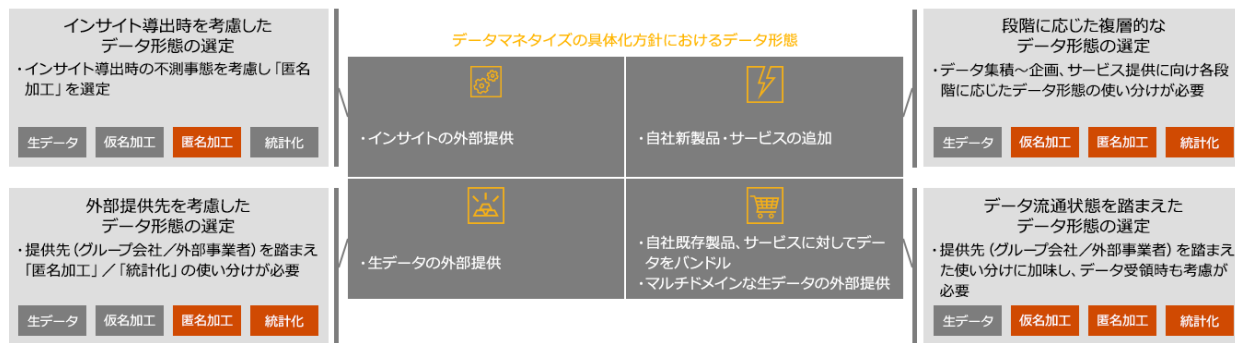 インサイト導出時を考慮した
データ形態の選定
・インサイト導出時の不測事態を考慮し「匿名
加工」を選定
生データ 仮名加工 匿名加工 統計化
外部提供先を考慮した
データ形態の選定
・提供先（グループ会社／外部事業者）を踏まえ
「匿名加工」／「統計化」の使い分けが必要
生データ 仮名加工 匿名加工 統計化
データマネタイズの具体化方針におけるデータ形態
・インサイトの外部提供
・自社新製品・サービスの追加
・生データの外部提供
・自社既存製品、サービスに対してデー
タをバンドル
・マルチドメインな生データの外部提供
段階に応じた複層的な
データ形態の選定
・データ集積～企画、サービス提供に向け各段
階に応じたデータ形態の使い分けが必要
生データ 仮名加工 匿名加工 統計化
データ流通状態を踏まえた
データ形態の選定
・提供先（グループ会社／外部事業者）を踏まえ
た使い分けに加味し、データ受領時も考慮が
必要
生データ 仮名加工 匿名加工 統計化